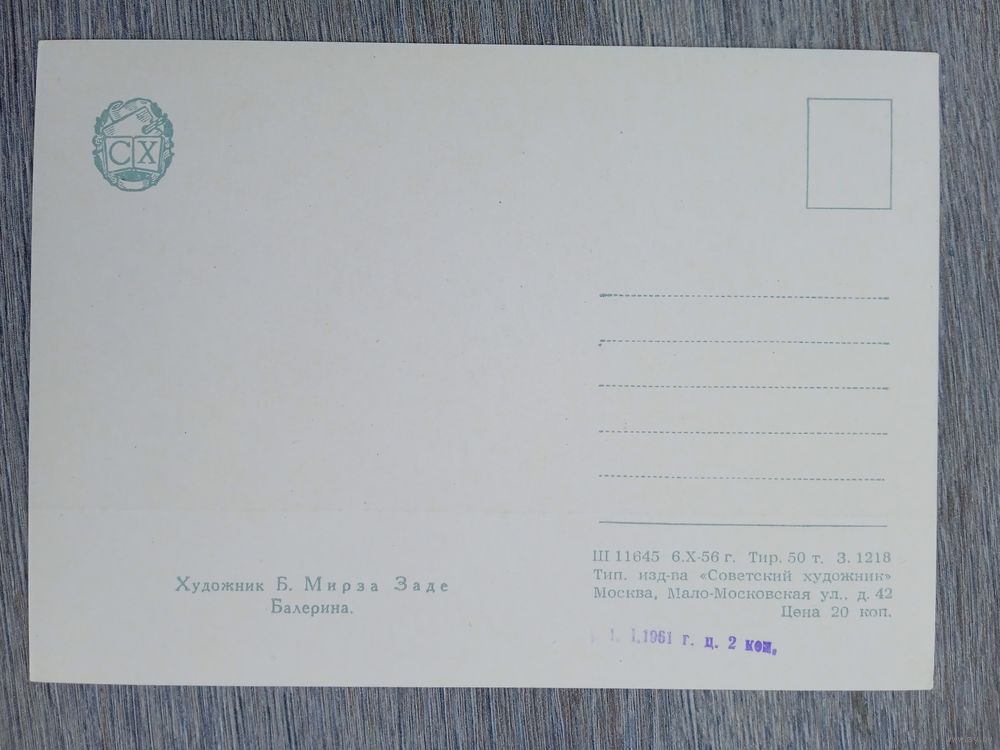 СХ
Художник Б. Мирза Заде
Балерина.
Ш 11645 6.X-56 г. Тир. 50 т. З. 1218
Тип. изд-ва «Советский художник»
Москва, Мало-Московская ул., д. 42
Цена 20 коп.
1. 1.1961 г. ц. 2 коп.